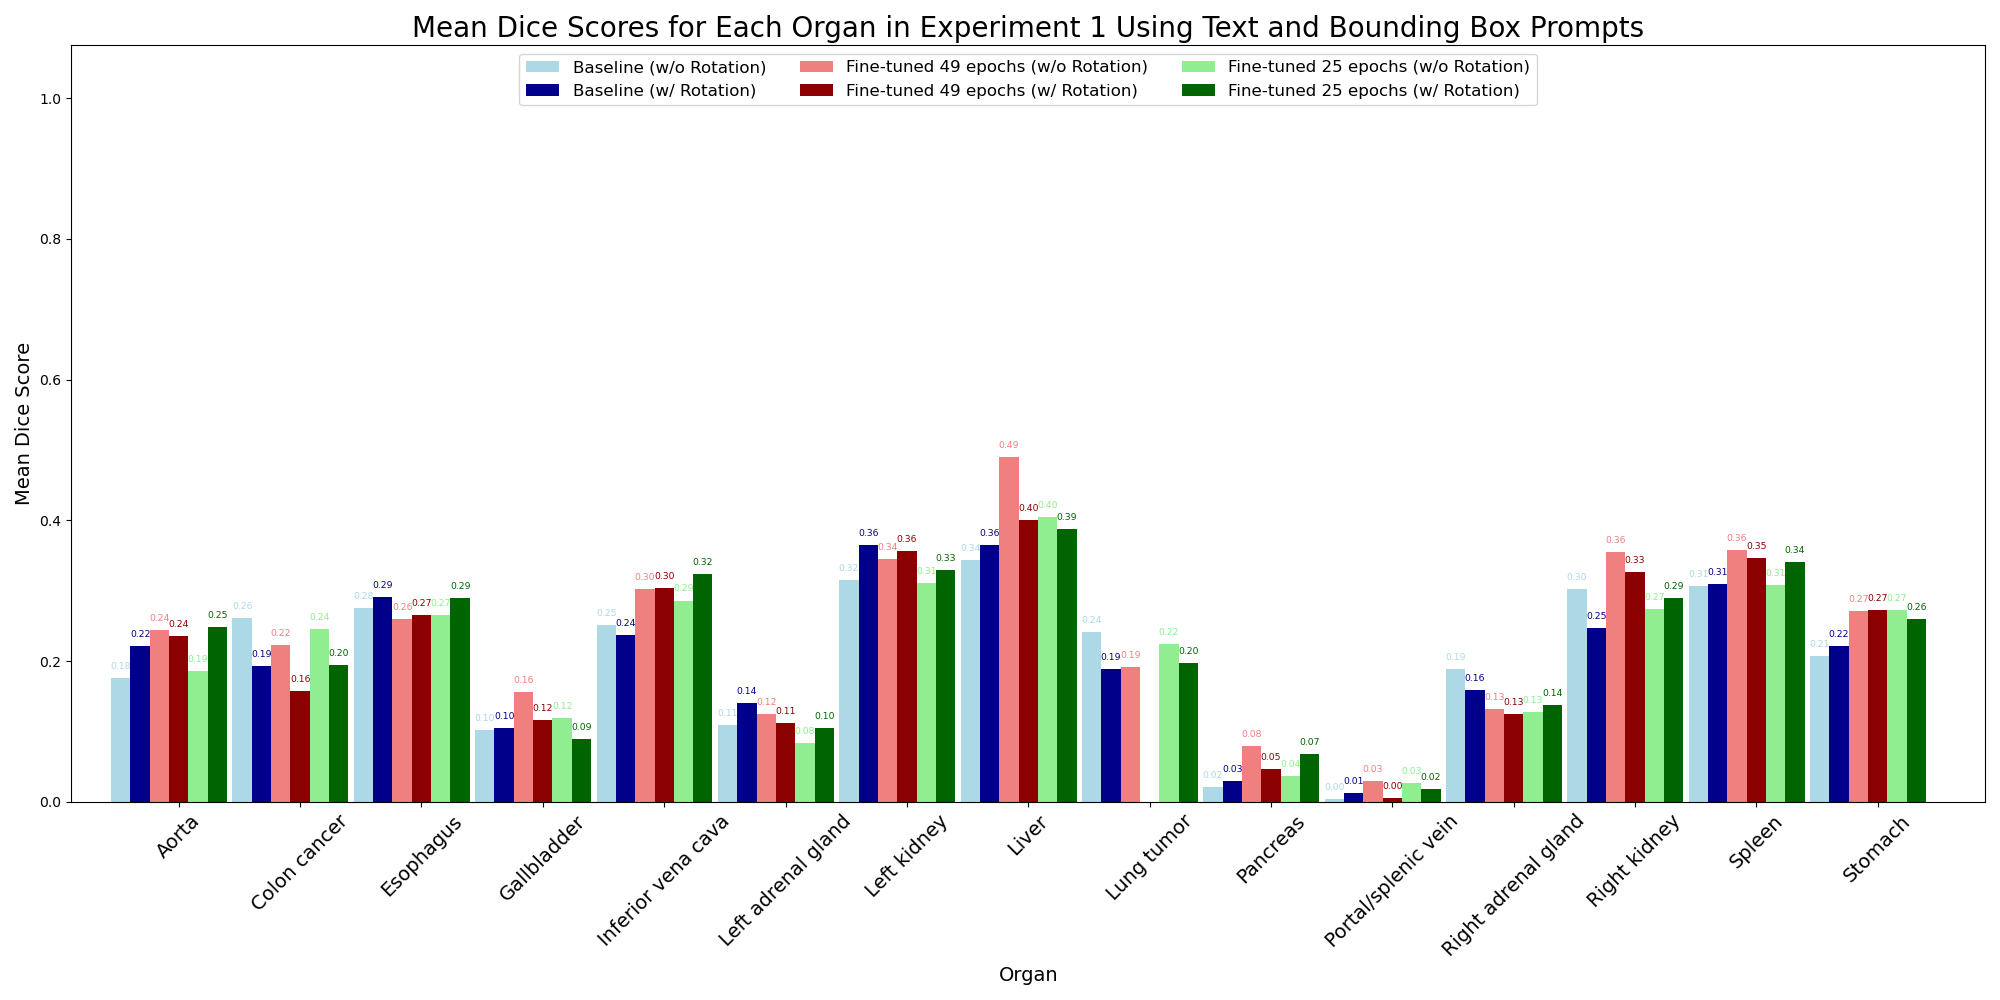 Mean Dice Scores for Each Organ in Experiment 1 Using Text and Bounding Box Prompts
Baseline (w/o Rotation)
Baseline (w/ Rotation)
Fine-tuned 49 epochs (w/o Rotation)
Fine-tuned 49 epochs (w/ Rotation)
Fine-tuned 25 epochs (w/o Rotation)
Fine-tuned 25 epochs (w/ Rotation)
Mean Dice Score
1.0
0.8
0.6
0.4
0.2
0.0
0.18 0.22 0.24 0.24 0.19 0.25
0.26 0.19 0.22 0.16 0.24 0.20
0.28 0.29 0.26 0.27 0.27 0.29
0.10 0.10 0.16 0.12 0.12 0.09
0.25 0.24 0.30 0.30 0.29 0.32
0.11 0.14 0.12 0.11 0.08 0.10
0.32 0.36 0.34 0.36 0.31 0.33
0.34 0.36 0.49 0.40 0.40 0.39
0.24 0.19 0.19 0.22 0.20
0.02 0.03 0.08 0.05 0.04 0.07
0.00 0.01 0.03 0.00 0.03 0.02
0.19 0.16 0.13 0.13 0.13 0.14
0.30 0.25 0.36 0.33 0.27 0.29
0.31 0.31 0.36 0.35 0.31 0.34
0.21 0.22 0.27 0.27 0.27 0.26
Aorta
Colon cancer
Esophagus
Gallbladder
Inferior vena cava
Left adrenal gland
Left kidney
Liver
Lung tumor
Pancreas
Portal/splenic vein
Right adrenal gland
Right kidney
Spleen
Stomach
Organ